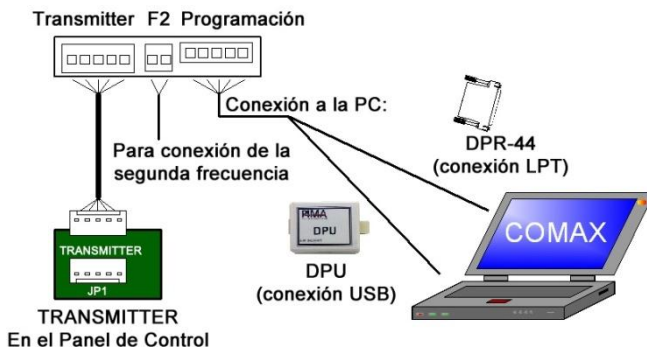 Transmitter F2 Programación
Conexión a la PC:
Para conexión de la
segunda frecuencia
DPR-44
(conexión LPT)
PIMA
DPU
DPU
(conexión USB)
COMAX
TRANSMITTER
JP1
TRANSMITTER
En el Panel de Control